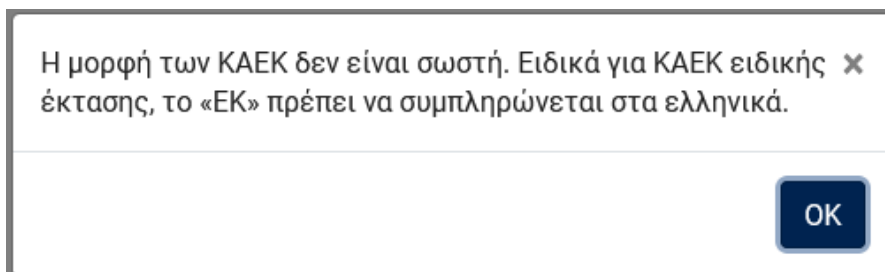 Η μορφή των ΚΑΕΚ δεν είναι σωστή. Ειδικά για ΚΑΕΚ ειδικής ×
έκτασης, το «ΕΚ» πρέπει να συμπληρώνεται στα ελληνικά.
OK